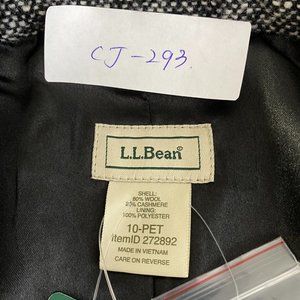 CJ-293.
L.L.Bean®
SHELL:
80% WOOL
20% CASHMERE
LINING:
100% POLYESTER
10-PET
itemID 272892
MADE IN VIETNAM
CARE ON REVERSE